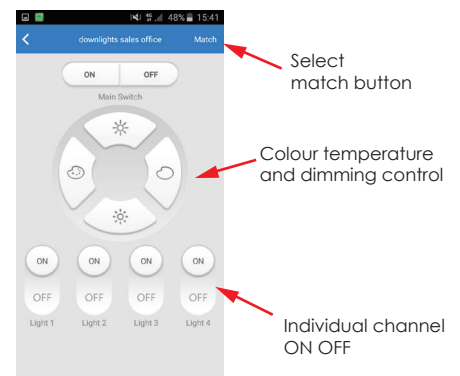 4G 48% 15:41
downlights sales office Match
Select
match button
ON OFF
Main Switch
Colour temperature
and dimming control
ON ON ON ON
OFF OFF OFF OFF
Light 1 Light 2 Light 3 Light 4
Individual channel
ON OFF